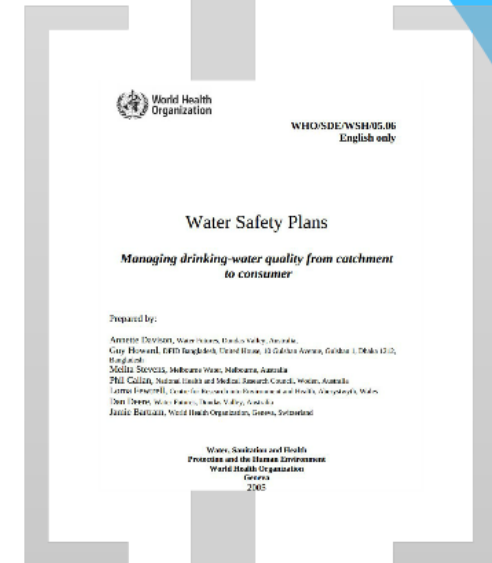 World Health
Organization
WHO/SDE/WSH/05.06
English only
Water Safety Plans
Managing drinking-water quality from catchment
to consumer
Prepared by:
Annette Davison, Water Futures, Dundas Valley, Australia.
Guy Howard, DFID Bangladesh, United House, 10 Gulshan Avenue, Gulshan 1, Dhaka 1212,
Bangladesh
Melita Stevens, Melbourne Water, Melbourne, Australia
Phil Callan, National Health and Medical Research Council, Woden, Australia
Lorna Fewtrell, Centre for Research into Environment and Health, Aberystwyth, Wales
Dan Deere, Water Futures, Dundas Valley, Australia
Jamie Bartram, World Health Organization, Geneva, Switzerland
Water, Sanitation and Health
Protection and the Human Environment
World Health Organization
Geneva
2005